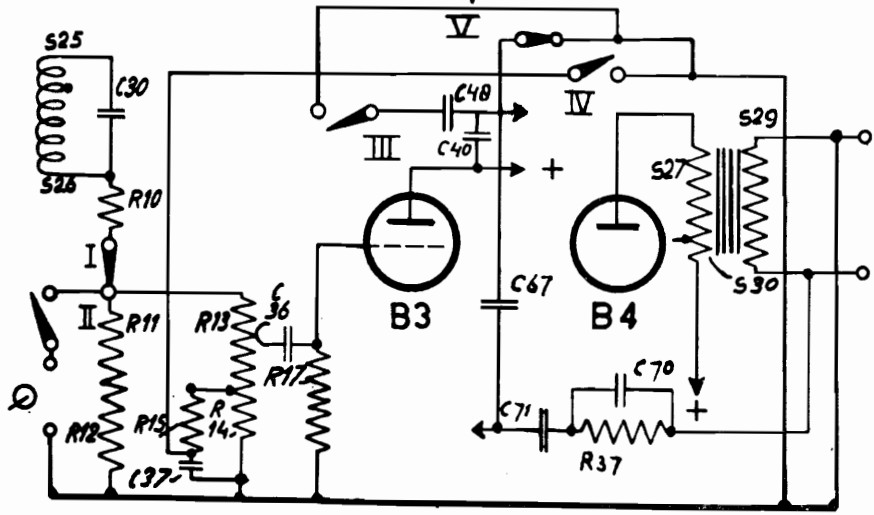 S25
C30
S26
R10
I
II
R11
R12
R13
R15
R
14
C37
C
36
R17
B3
III
C48
C40
+
V
IV
C67
C71
C70
R37
B4
S27
S29
S30
+